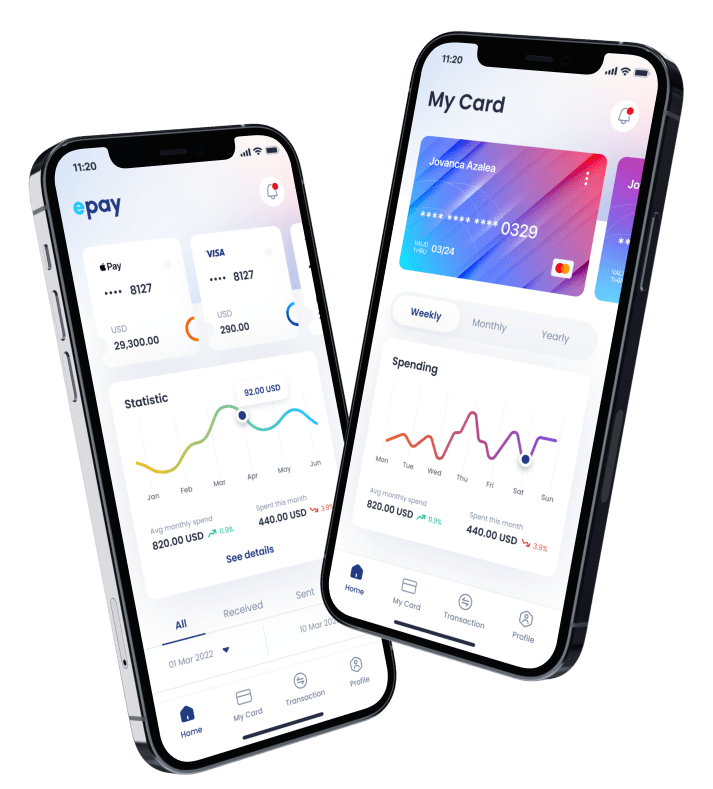 11:20
epay
Pay
VISA
•••• 8127
•••• 8127
USD
29,300.00
USD
290.00
Statistic
92.00 USD
Jan Feb Mar Apr May Jun
Avg monthly spend
820.00 USD 11.9%
Spent this month
440.00 USD 3.9%
See details
All Received Sent
01 Mar 2022
10 Mar
Home My Card Transaction Profile
11:20
My Card
Jovanca Azalea
**** **** **** 0329
VALID
THRU 03/24
Jo
VALID
THRU
Weekly Monthly Yearly
Spending
Mon Tue Wed Thu Fri Sat Sun
Avg monthly spend
820.00 USD 11.9%
Spent this month
440.00 USD 3.9%
Home My Card Transaction Profile